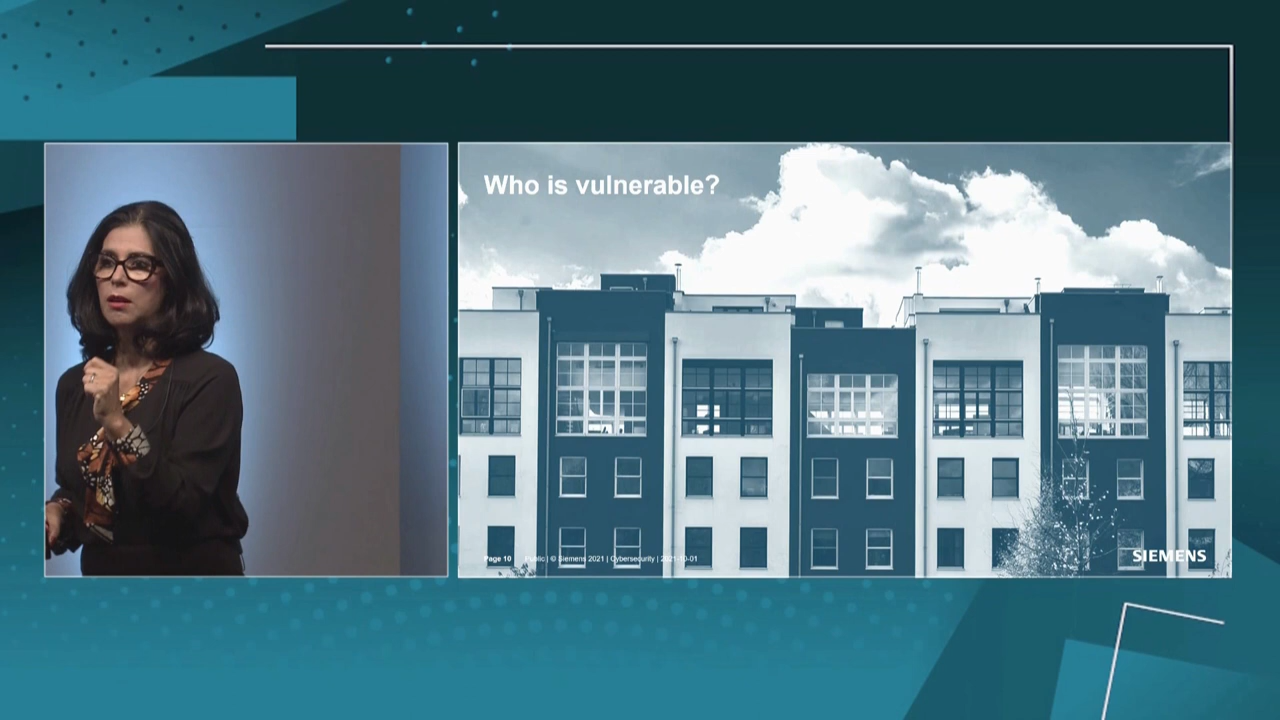 Who is vulnerable?
Page 10 Public | © Siemens 2021 | Cybersecurity | 2021-10-01
SIEMENS